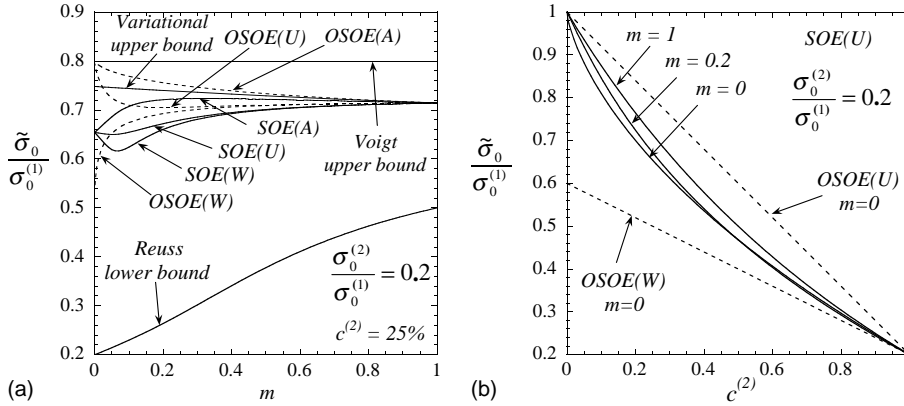 Variational
upper bound
OSOE(U)
OSOE(A)
SOE(A)
SOE(U)
SOE(W)
OSOE(W)
Voigt
upper bound
Reuss
lower bound
σ̃₀ / σ₀⁽¹⁾
σ₀⁽²⁾ / σ₀⁽¹⁾ = 0.2
c⁽²⁾ = 25%
0.9
0.8
0.7
0.6
0.5
0.4
0.3
0.2
0 0.2 0.4 0.6 0.8 1
m
(a)
SOE(U)
m = 1
m = 0.2
m = 0
σ₀⁽²⁾ / σ₀⁽¹⁾ = 0.2
σ̃₀ / σ₀⁽¹⁾
OSOE(U)
m=0
OSOE(W)
m=0
1
0.9
0.8
0.7
0.6
0.5
0.4
0.3
0.2
0 0.2 0.4 0.6 0.8
c⁽²⁾
(b)